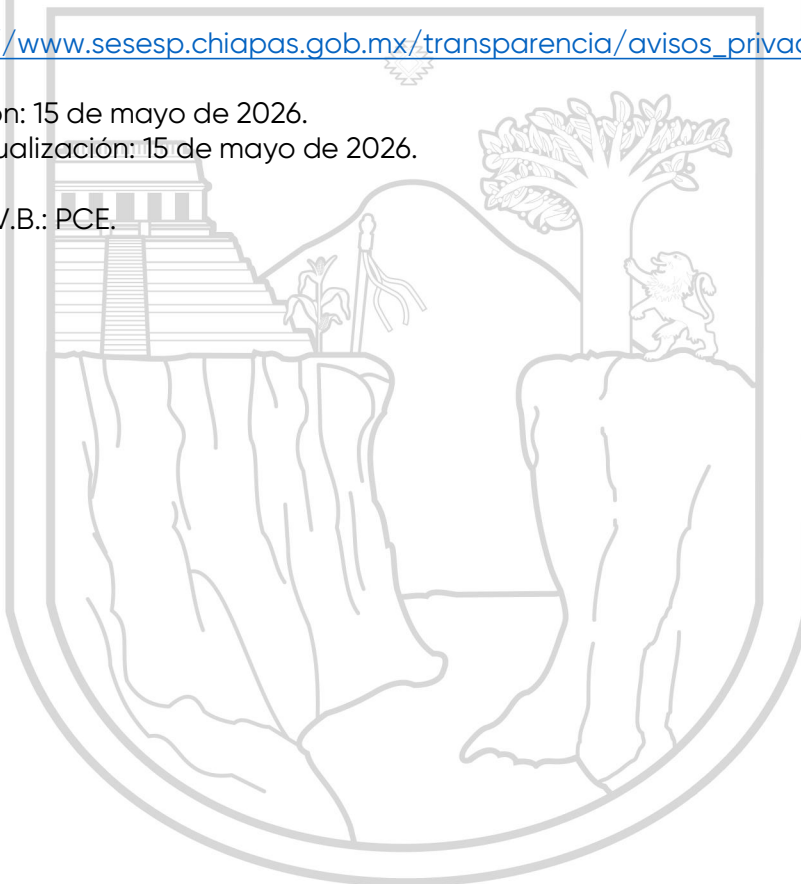 /www.sesesp.chiapas.gob.mx/transparencia/avisos_privac
ón: 15 de mayo de 2026.
ualización: 15 de mayo de 2026.
V.B.: PCE.